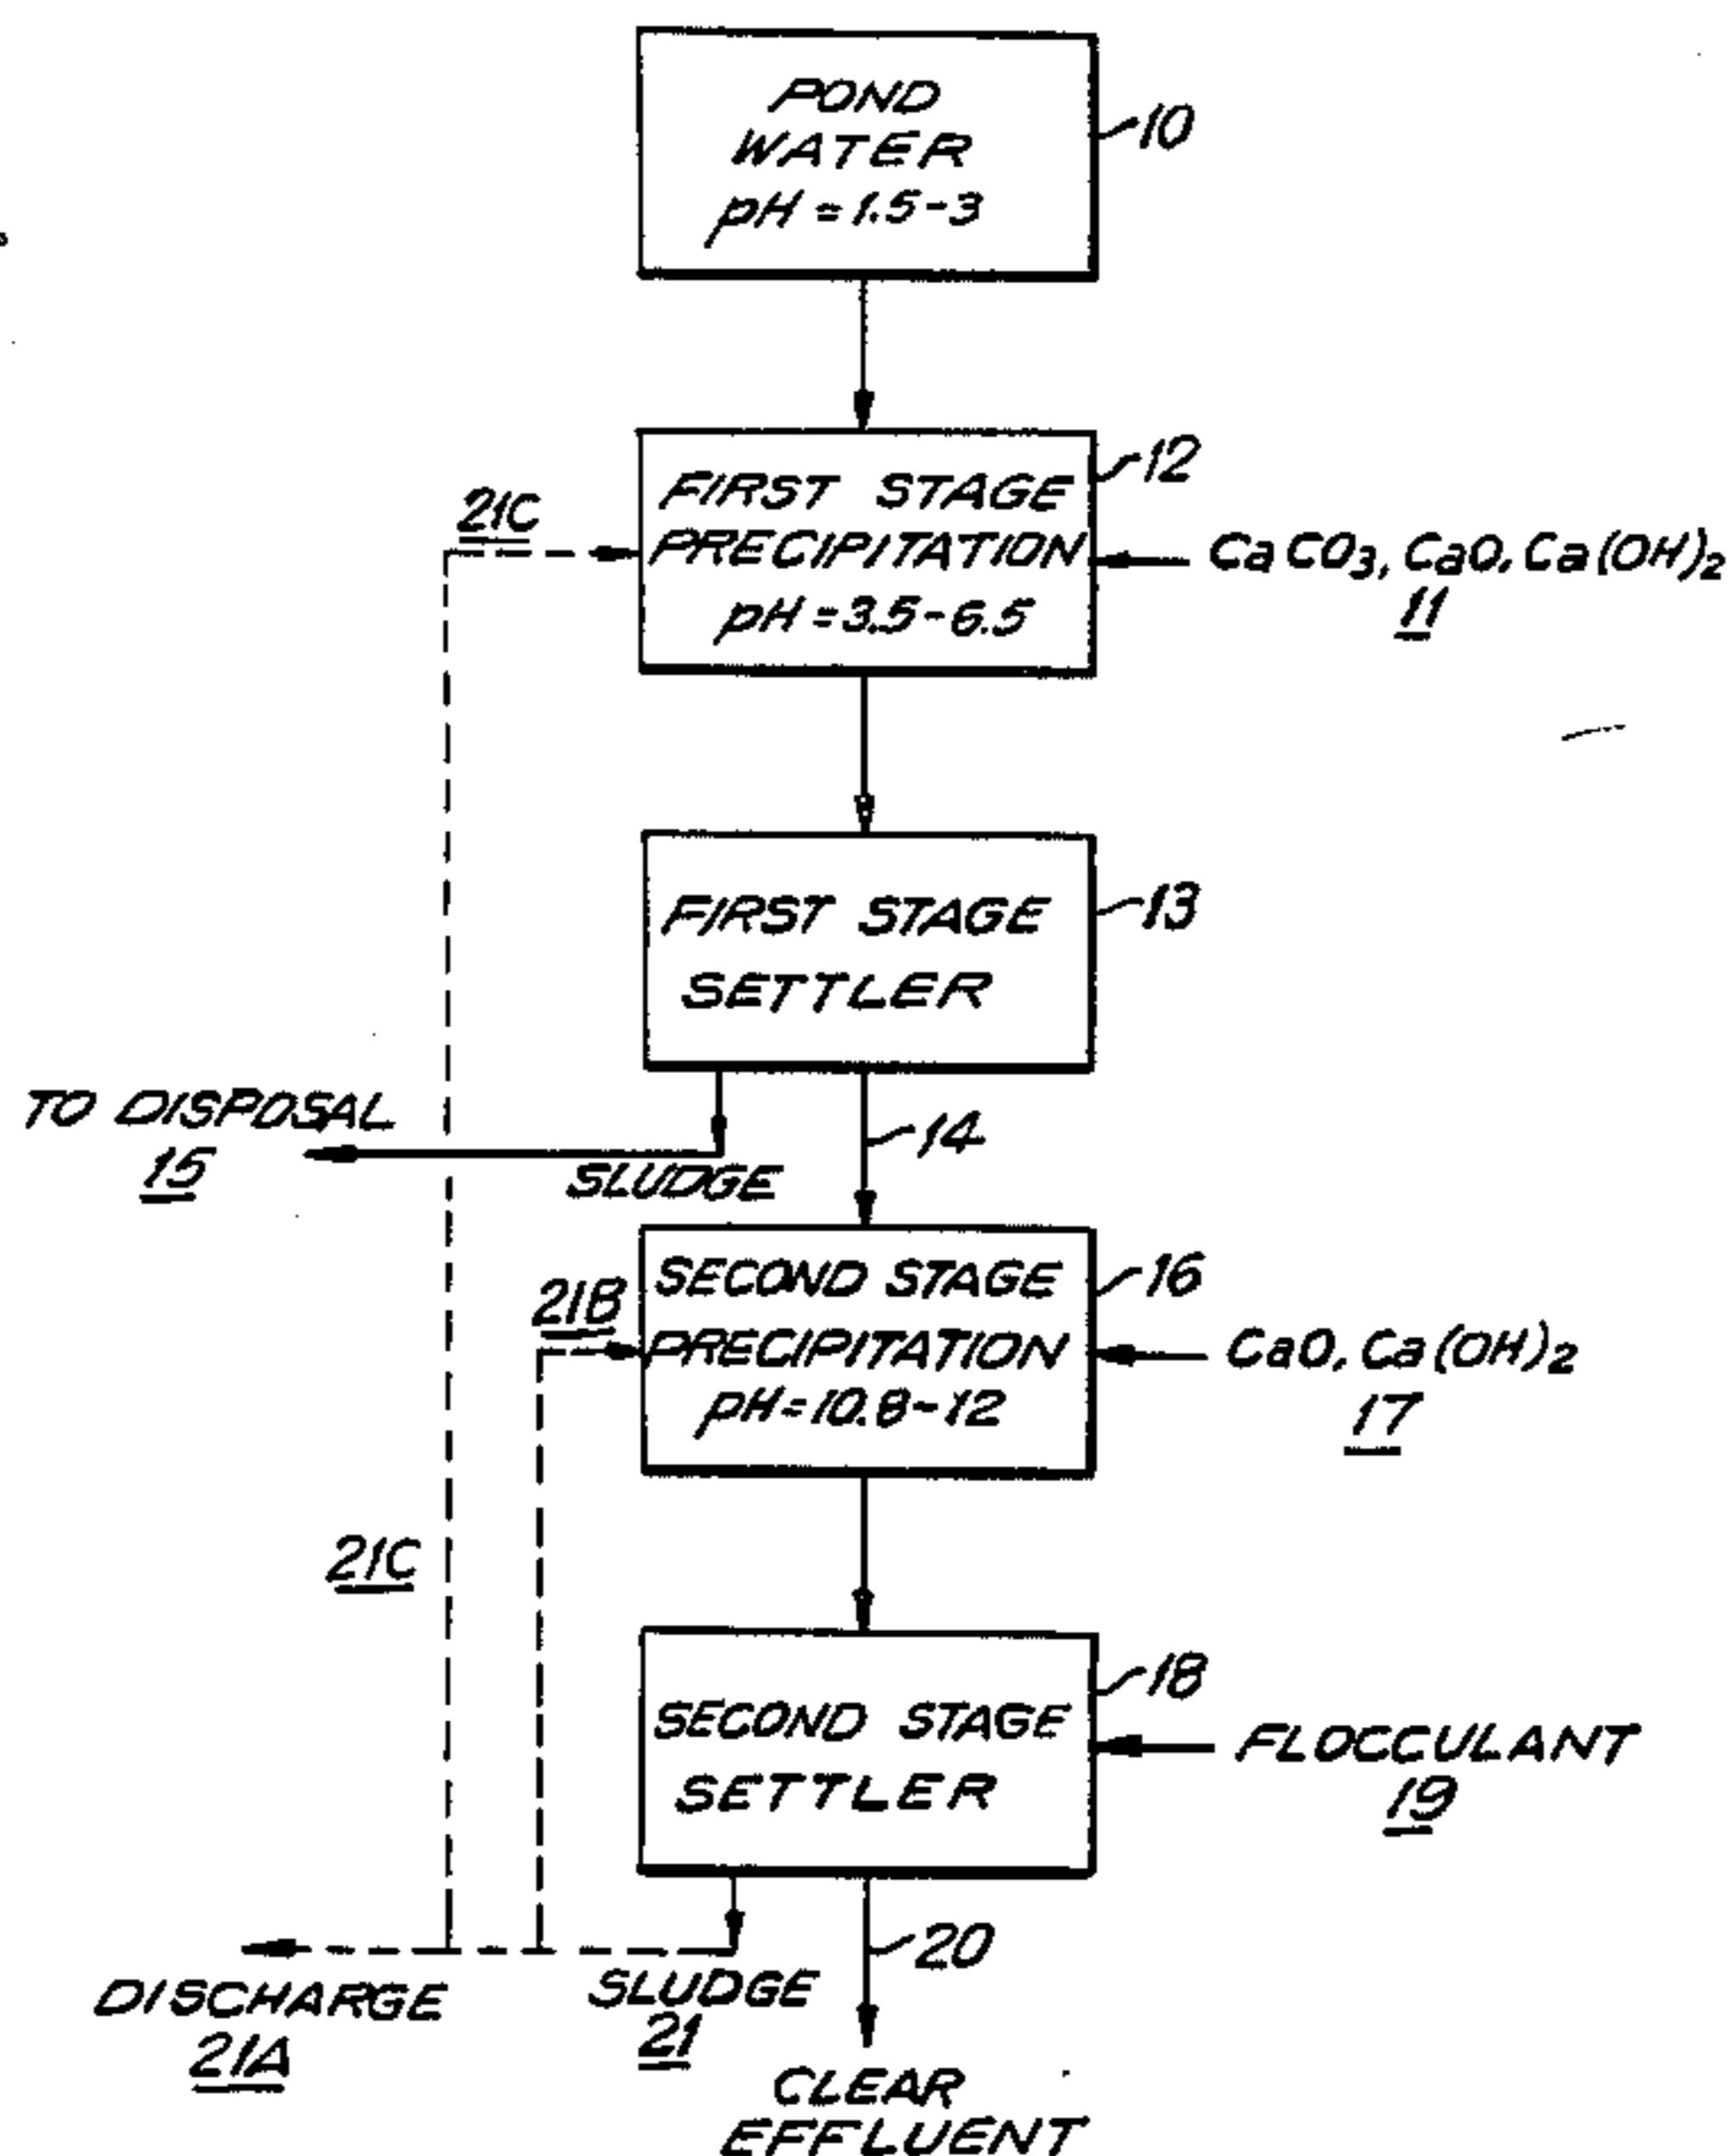 POND
WATER
pH = 1.5-3
10
FIRST STAGE
PRECIPITATION
pH = 3.5-6.5
12
21C
CaCO3, CaO, Ca(OH)2
11
FIRST STAGE
SETTLER
13
TO DISPOSAL
15
SLUDGE
14
SECOND STAGE
PRECIPITATION
pH = 10.8-12
16
21B
CaO, Ca(OH)2
17
21C
SECOND STAGE
SETTLER
18
FLOCCULANT
19
DISCHARGE
21A
SLUDGE
21
20
CLEAR
EFFLUENT